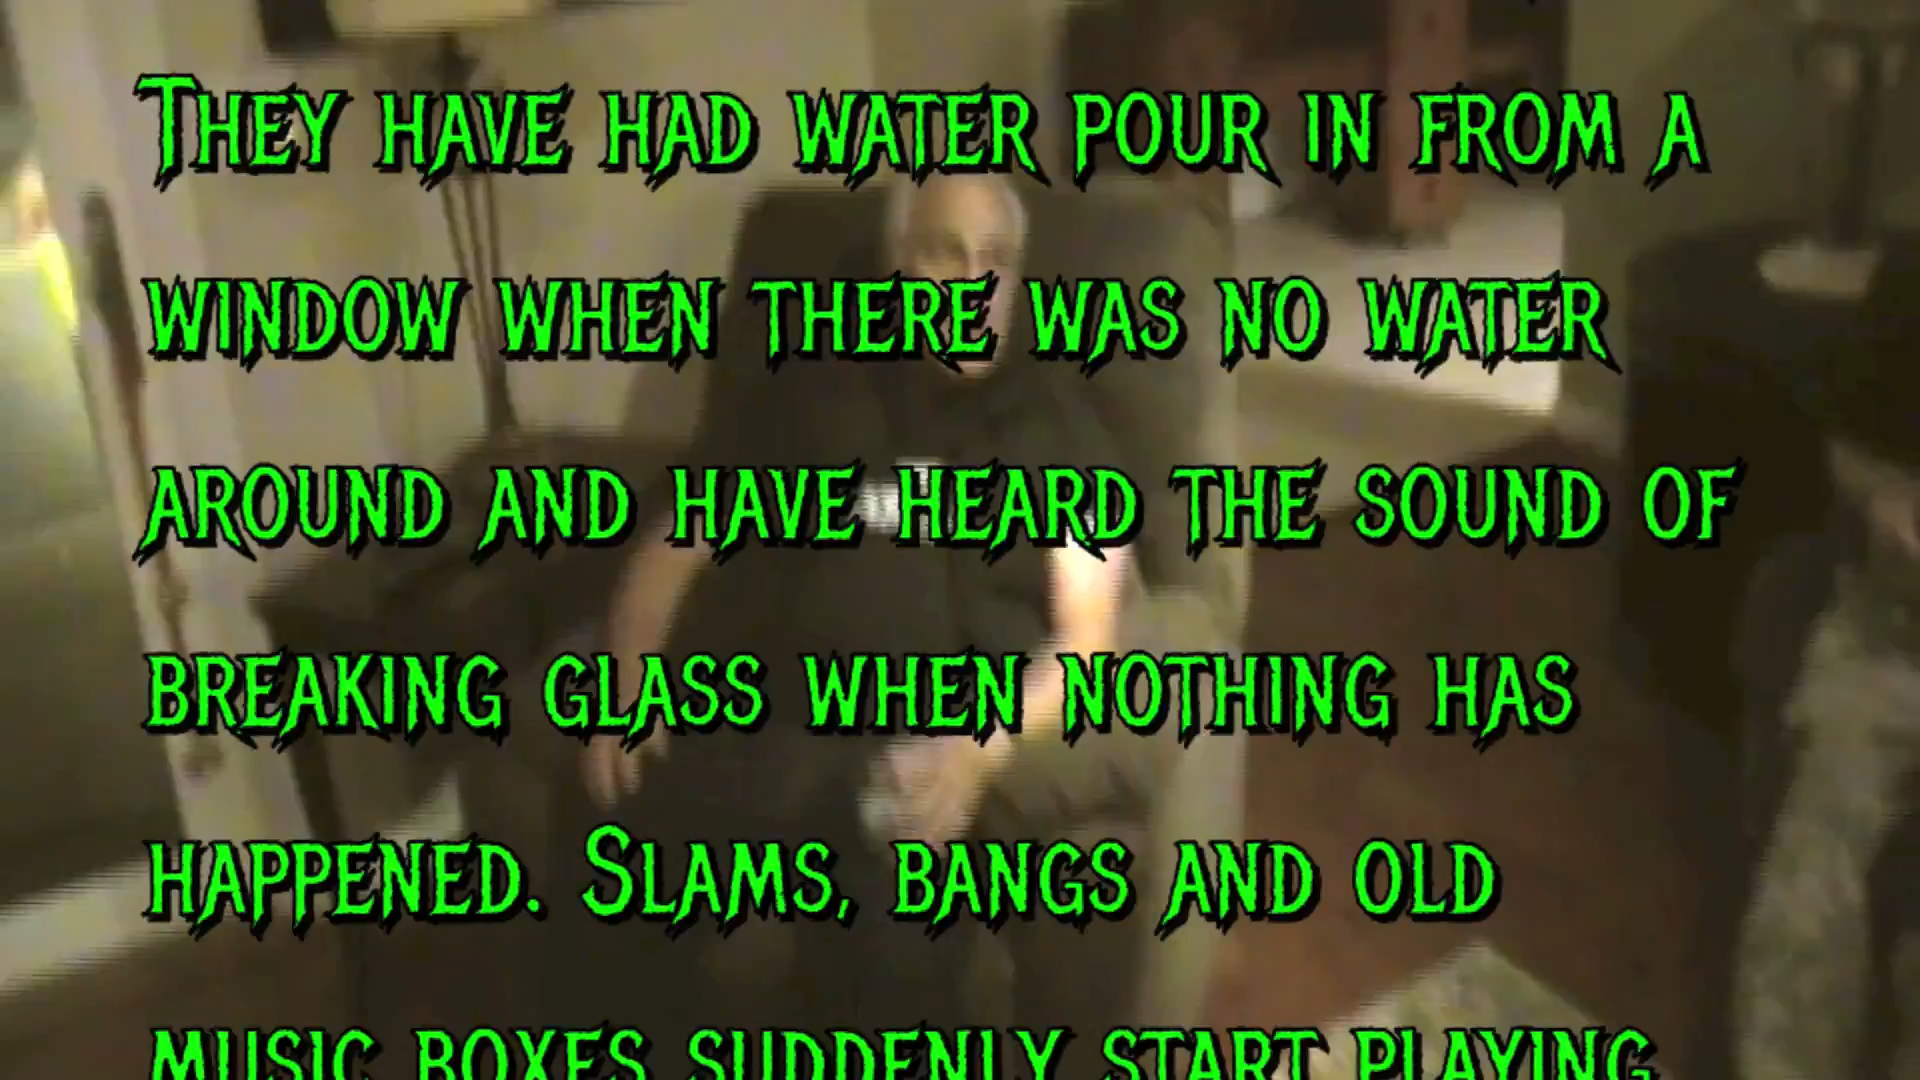 They have had water pour in from a
window when there was no water
around and have heard the sound of
breaking glass when nothing has
happened. Slams, bangs and old
music boxes suddenly start playing